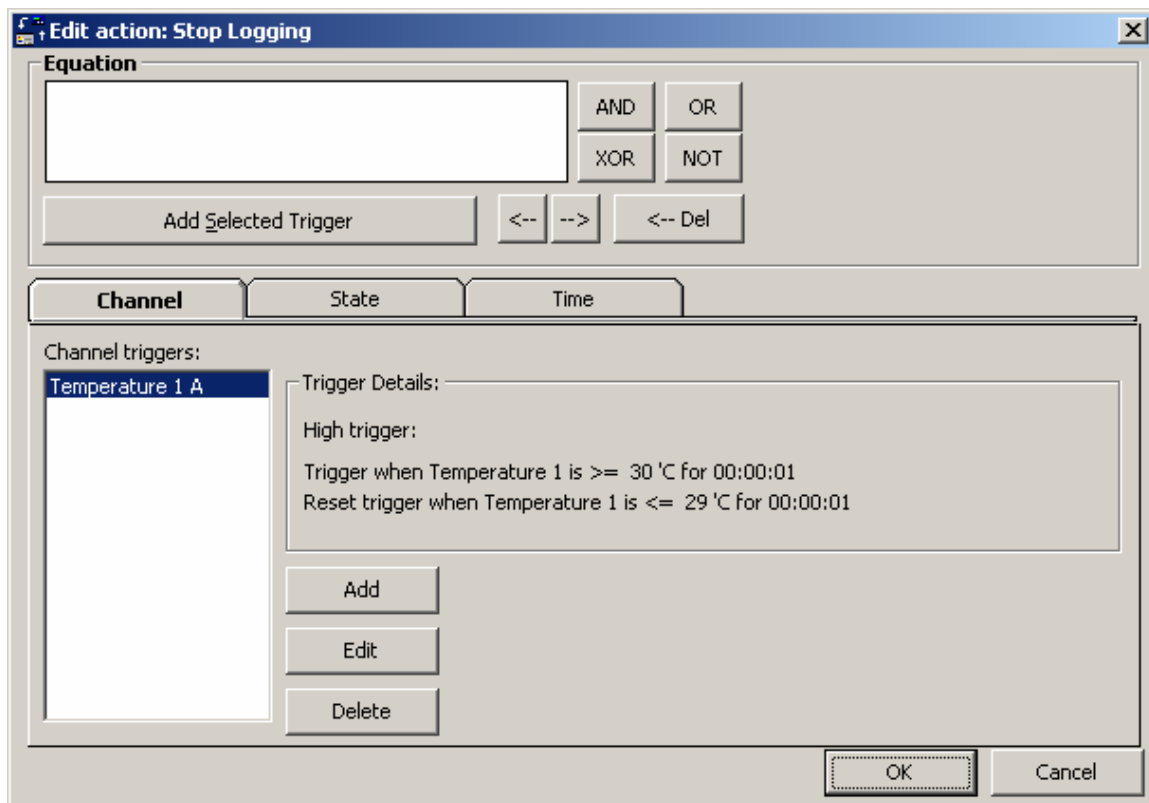 Edit action: Stop Logging
Equation
AND OR
XOR NOT
Add Selected Trigger <-- --> <-- Del
Channel State Time
Channel triggers:
Temperature 1 A
Trigger Details:
High trigger:
Trigger when Temperature 1 is >= 30 'C for 00:00:01
Reset trigger when Temperature 1 is <= 29 'C for 00:00:01
Add
Edit
Delete
OK Cancel